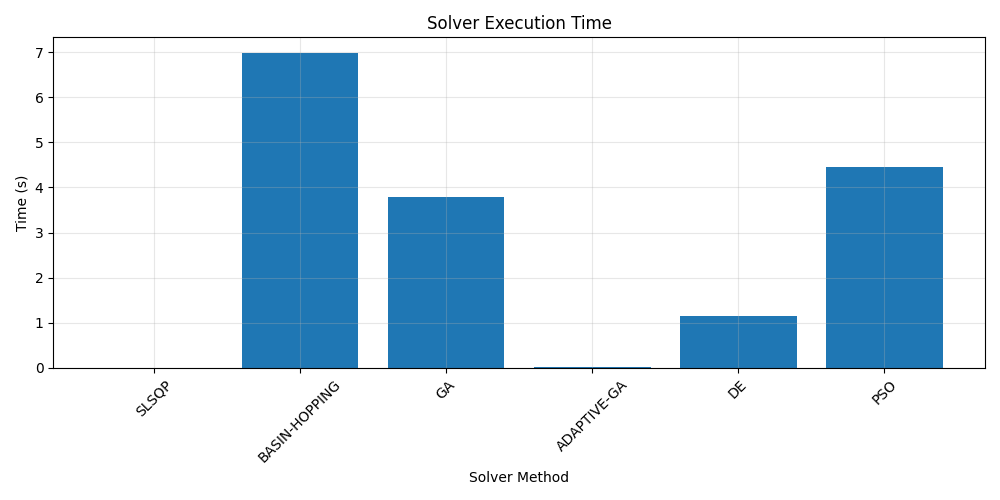 Solver Execution Time
Time (s)
7
6
5
4
3
2
1
0
SLSQP
BASIN-HOPPING
GA
ADAPTIVE-GA
DE
PSO
Solver Method